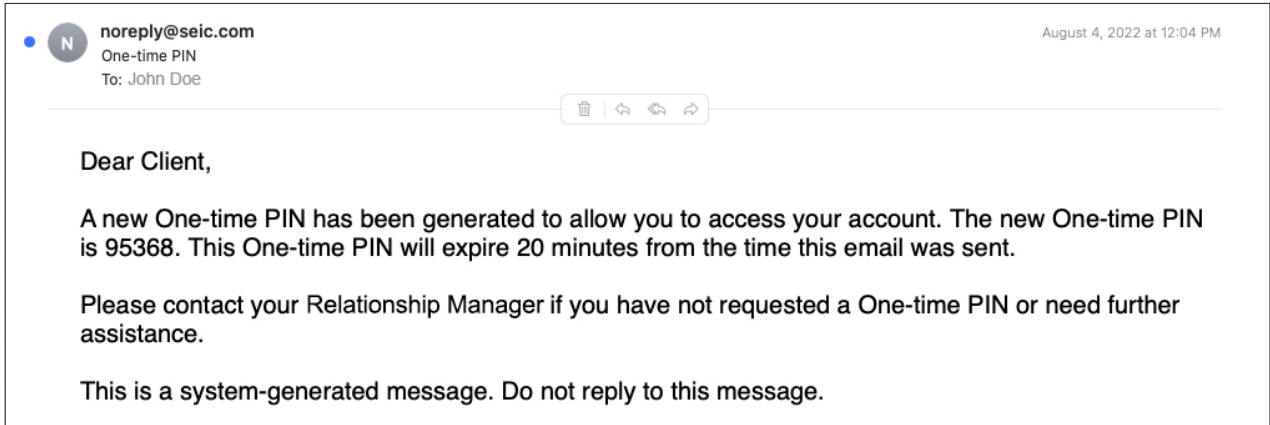 N
noreply@seic.com
August 4, 2022 at 12:04 PM
One-time PIN
To: John Doe
Dear Client,
A new One-time PIN has been generated to allow you to access your account. The new One-time PIN
is 95368. This One-time PIN will expire 20 minutes from the time this email was sent.
Please contact your Relationship Manager if you have not requested a One-time PIN or need further
assistance.
This is a system-generated message. Do not reply to this message.